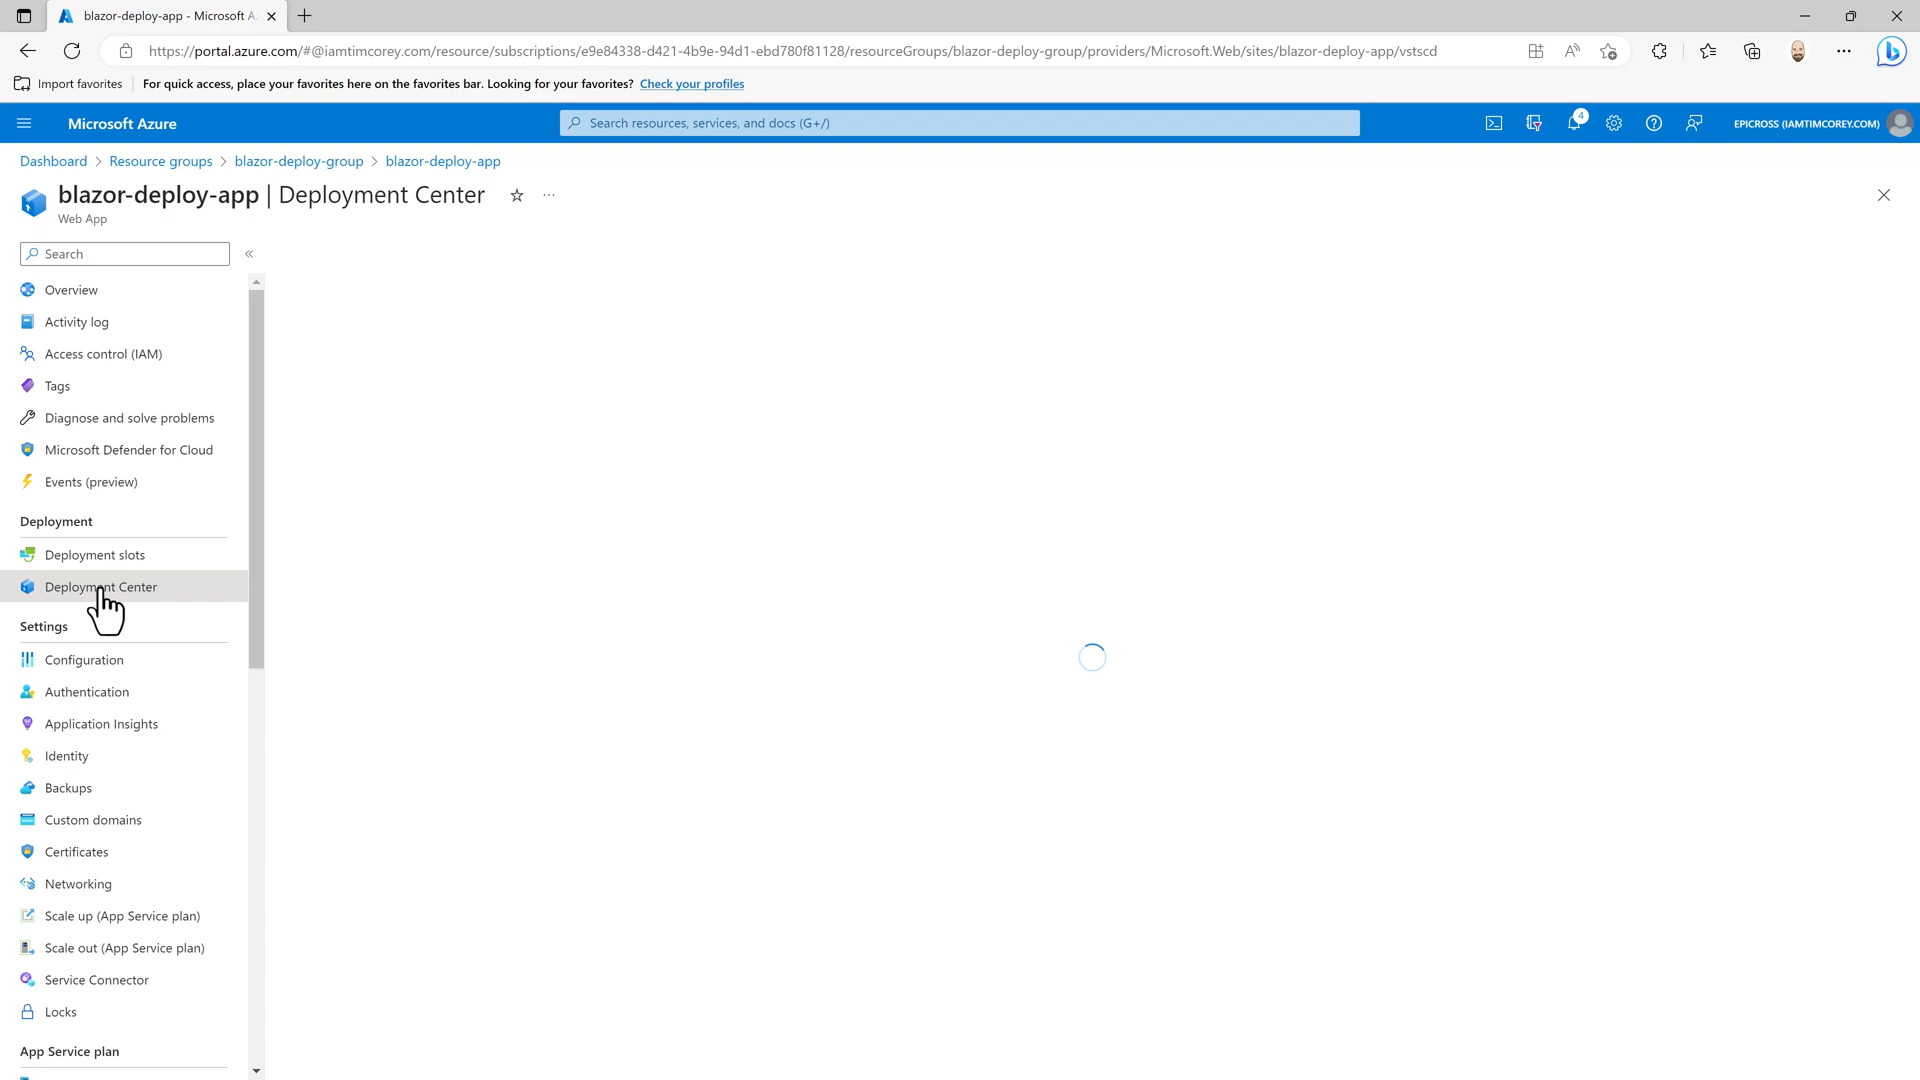 blazor-deploy-app - Microsoft A
https://portal.azure.com/#@iamtimcorey.com/resource/subscriptions/e9e84338-d421-4b9e-94d1-ebd780f81128/resourceGroups/blazor-deploy-group/providers/Microsoft.Web/sites/blazor-deploy-app/vstscd
Import favorites
For quick access, place your favorites here on the favorites bar. Looking for your favorites? Check your profiles
Microsoft Azure
Search resources, services, and docs (G+/)
4
EPICROSS (IAMTIMCOREY.COM)
Dashboard > Resource groups > blazor-deploy-group > blazor-deploy-app
blazor-deploy-app | Deployment Center
Web App
Search
Overview
Activity log
Access control (IAM)
Tags
Diagnose and solve problems
Microsoft Defender for Cloud
Events (preview)
Deployment
Deployment slots
Deployment Center
Settings
Configuration
Authentication
Application Insights
Identity
Backups
Custom domains
Certificates
Networking
Scale up (App Service plan)
Scale out (App Service plan)
Service Connector
Locks
App Service plan